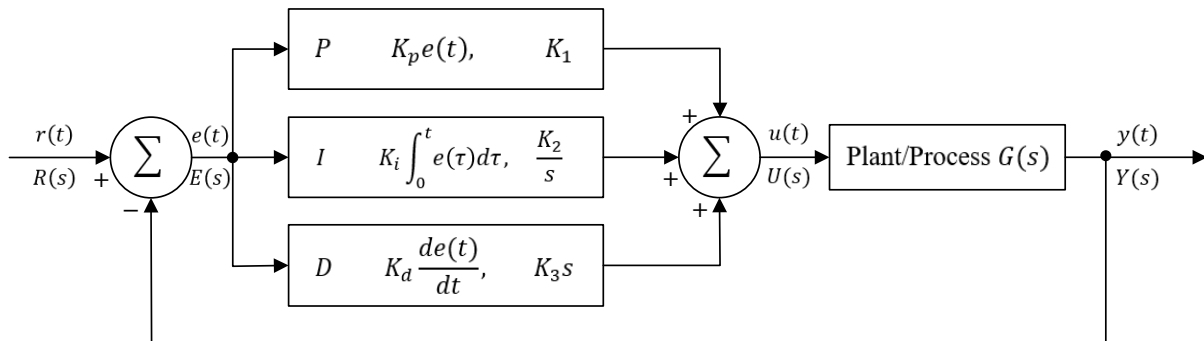 P K_p e(t), K_1
r(t)
R(s)
+
−
∑
e(t)
E(s)
I K_i ∫_0^t e(τ)dτ, K_2/s
D K_d de(t)/dt, K_3 s
+
+
+
∑
u(t)
U(s)
Plant/Process G(s)
y(t)
Y(s)